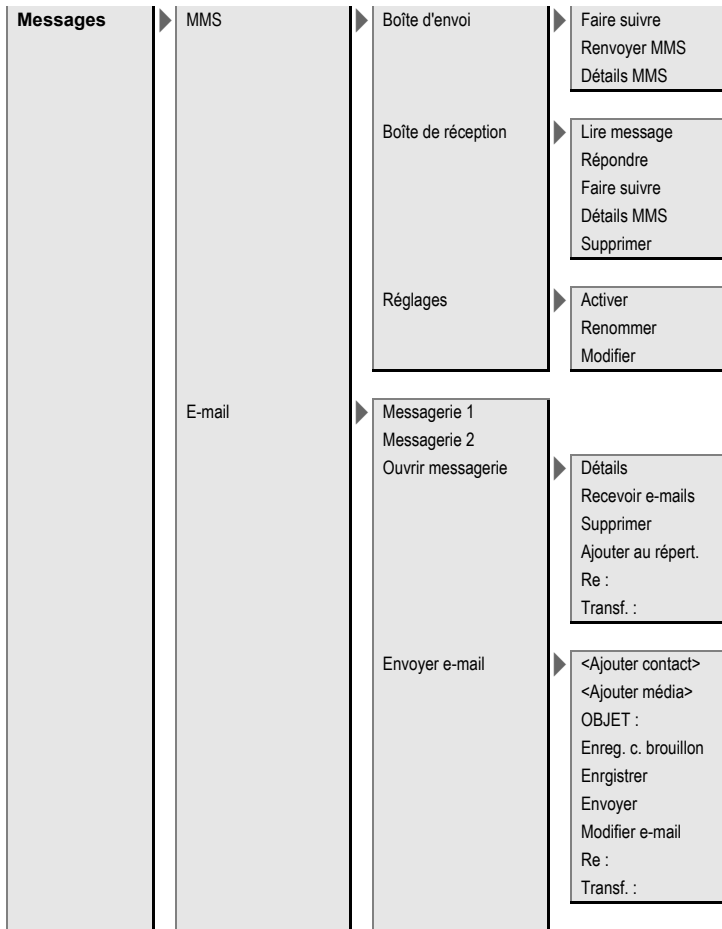 Messages
MMS
Boîte d'envoi
Faire suivre
Renvoyer MMS
Détails MMS
Boîte de réception
Lire message
Répondre
Faire suivre
Détails MMS
Supprimer
Réglages
Activer
Renommer
Modifier
E-mail
Messagerie 1
Messagerie 2
Ouvrir messagerie
Détails
Recevoir e-mails
Supprimer
Ajouter au répert.
Re :
Transf. :
Envoyer e-mail
<Ajouter contact>
<Ajouter média>
OBJET :
Enreg. c. brouillon
Enrgistrer
Envoyer
Modifier e-mail
Re :
Transf. :